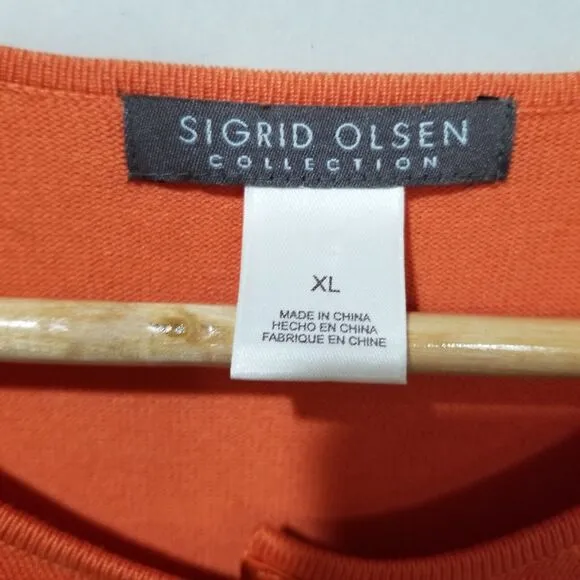 SIGRID OLSEN
COLLECTION
XL
MADE IN CHINA
HECHO EN CHINA
FABRIQUE EN CHINE